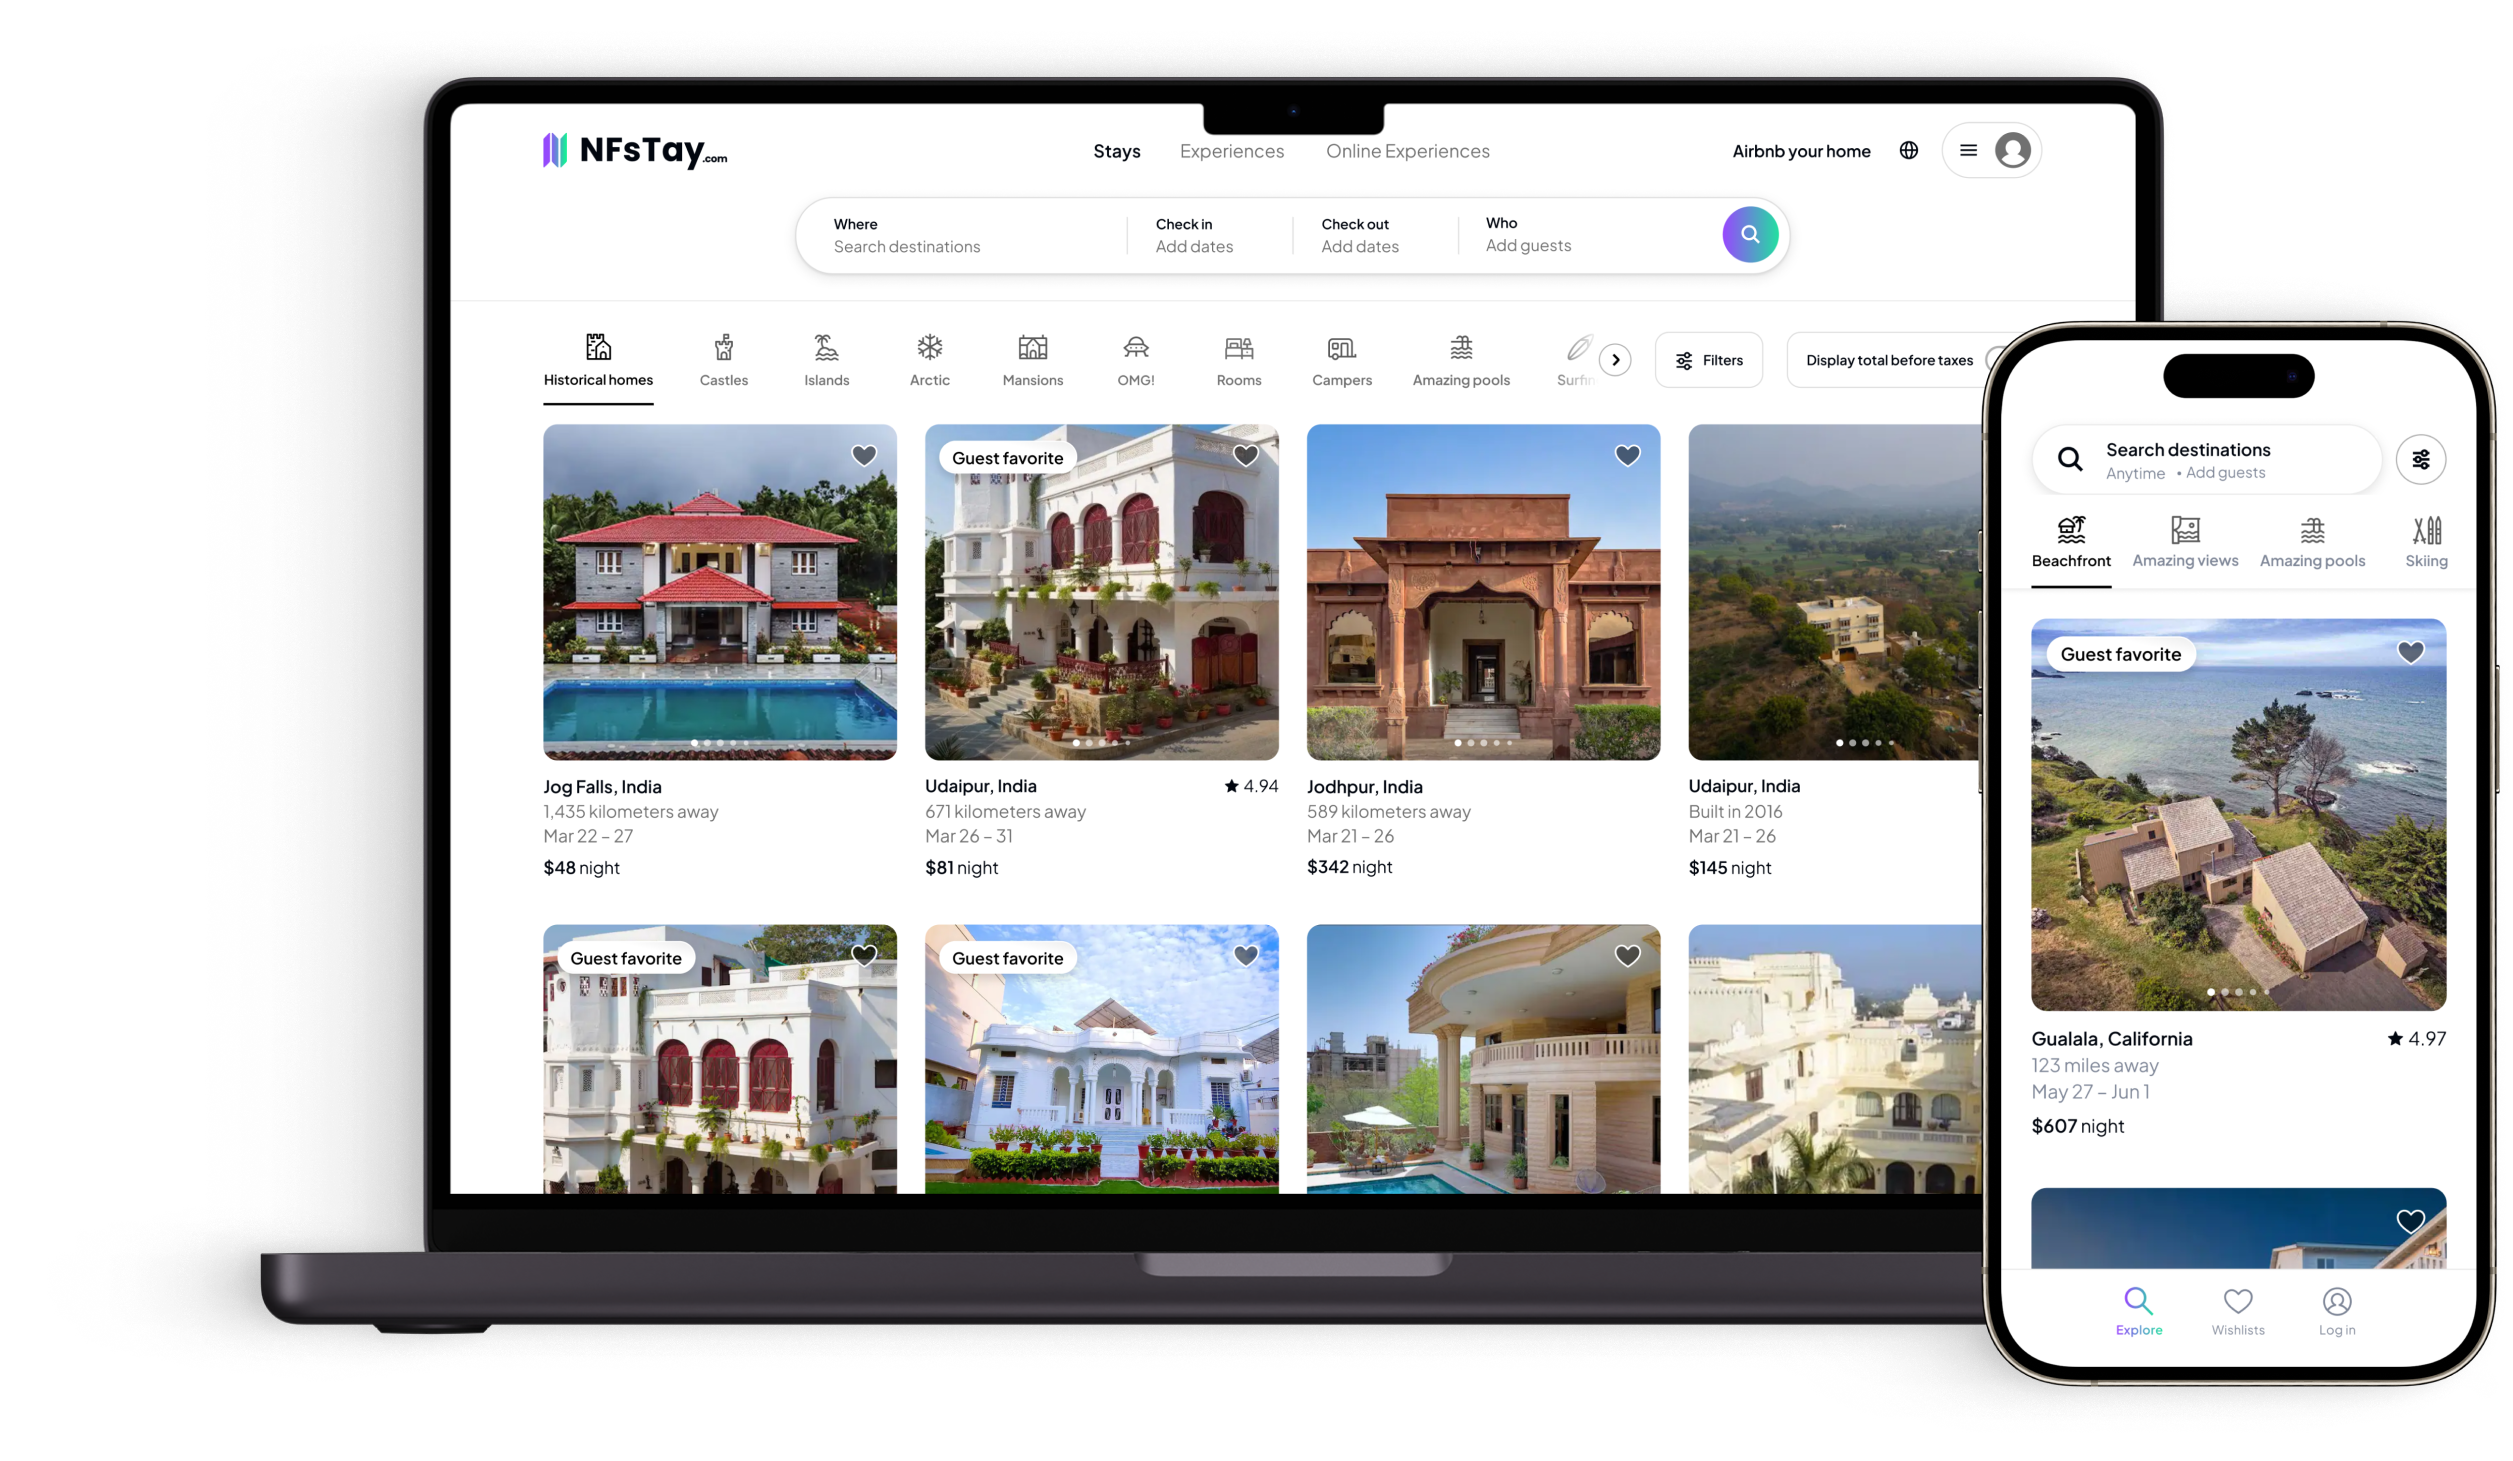 NFsTay.com
Stays
Experiences
Online Experiences
Airbnb your home
Where
Search destinations
Check in
Add dates
Check out
Add dates
Who
Add guests
Historical homes
Castles
Islands
Arctic
Mansions
OMG!
Rooms
Campers
Amazing pools
Surfin
Filters
Display total before taxes
Guest favorite
Jog Falls, India
1,435 kilometers away
Mar 22 – 27
$48 night
Udaipur, India
★ 4.94
671 kilometers away
Mar 26 – 31
$81 night
Jodhpur, India
589 kilometers away
Mar 21 – 26
$342 night
Udaipur, India
Built in 2016
Mar 21 – 26
$145 night
Guest favorite
Guest favorite
Search destinations
Anytime • Add guests
Beachfront
Amazing views
Amazing pools
Skiing
Guest favorite
Gualala, California
★ 4.97
123 miles away
May 27 – Jun 1
$607 night
Explore
Wishlists
Log in